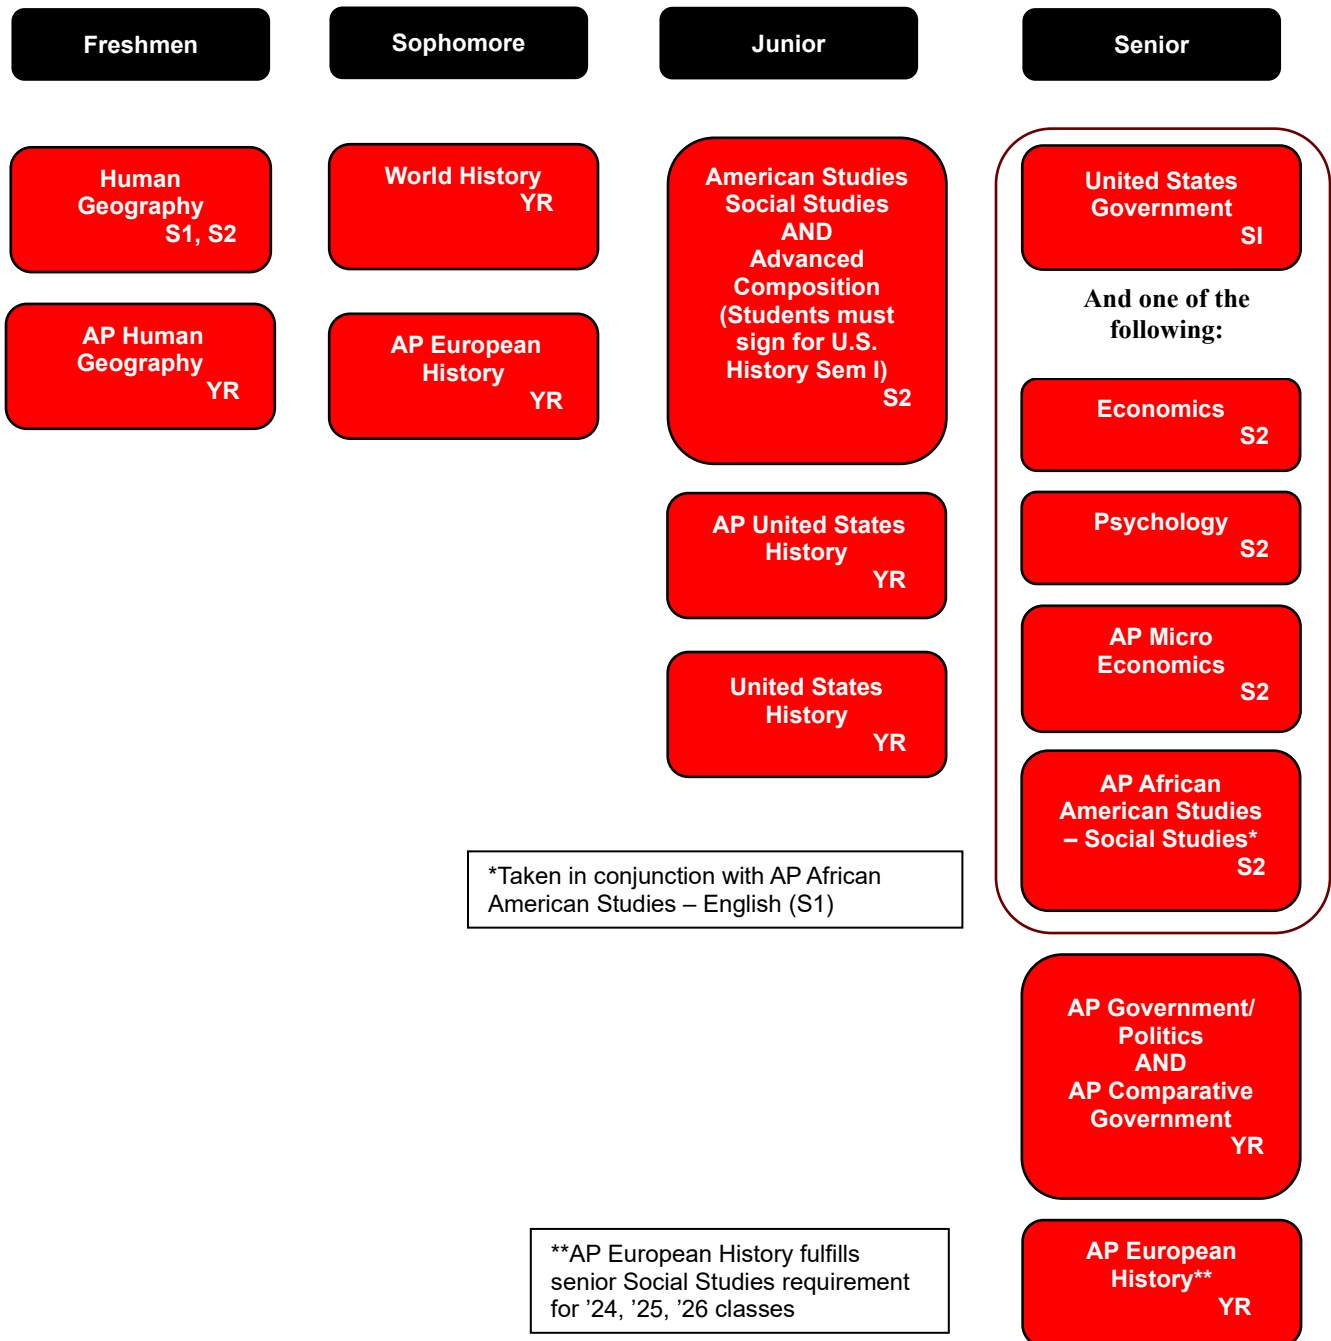 Freshmen
Sophomore
Junior
Senior
Human
Geography
S1, S2
AP Human
Geography
YR
World History
YR
AP European
History
YR
American Studies
Social Studies
AND
Advanced
Composition
(Students must
sign for U.S.
History Sem I)
S2
AP United States
History
YR
United States
History
YR
United States
Government
SI
And one of the
following:
Economics
S2
Psychology
S2
AP Micro
Economics
S2
AP African
American Studies
– Social Studies*
S2
*Taken in conjunction with AP African
American Studies – English (S1)
AP Government/
Politics
AND
AP Comparative
Government
YR
**AP European History fulfills
senior Social Studies requirement
for ’24, ’25, ’26 classes
AP European
History**
YR